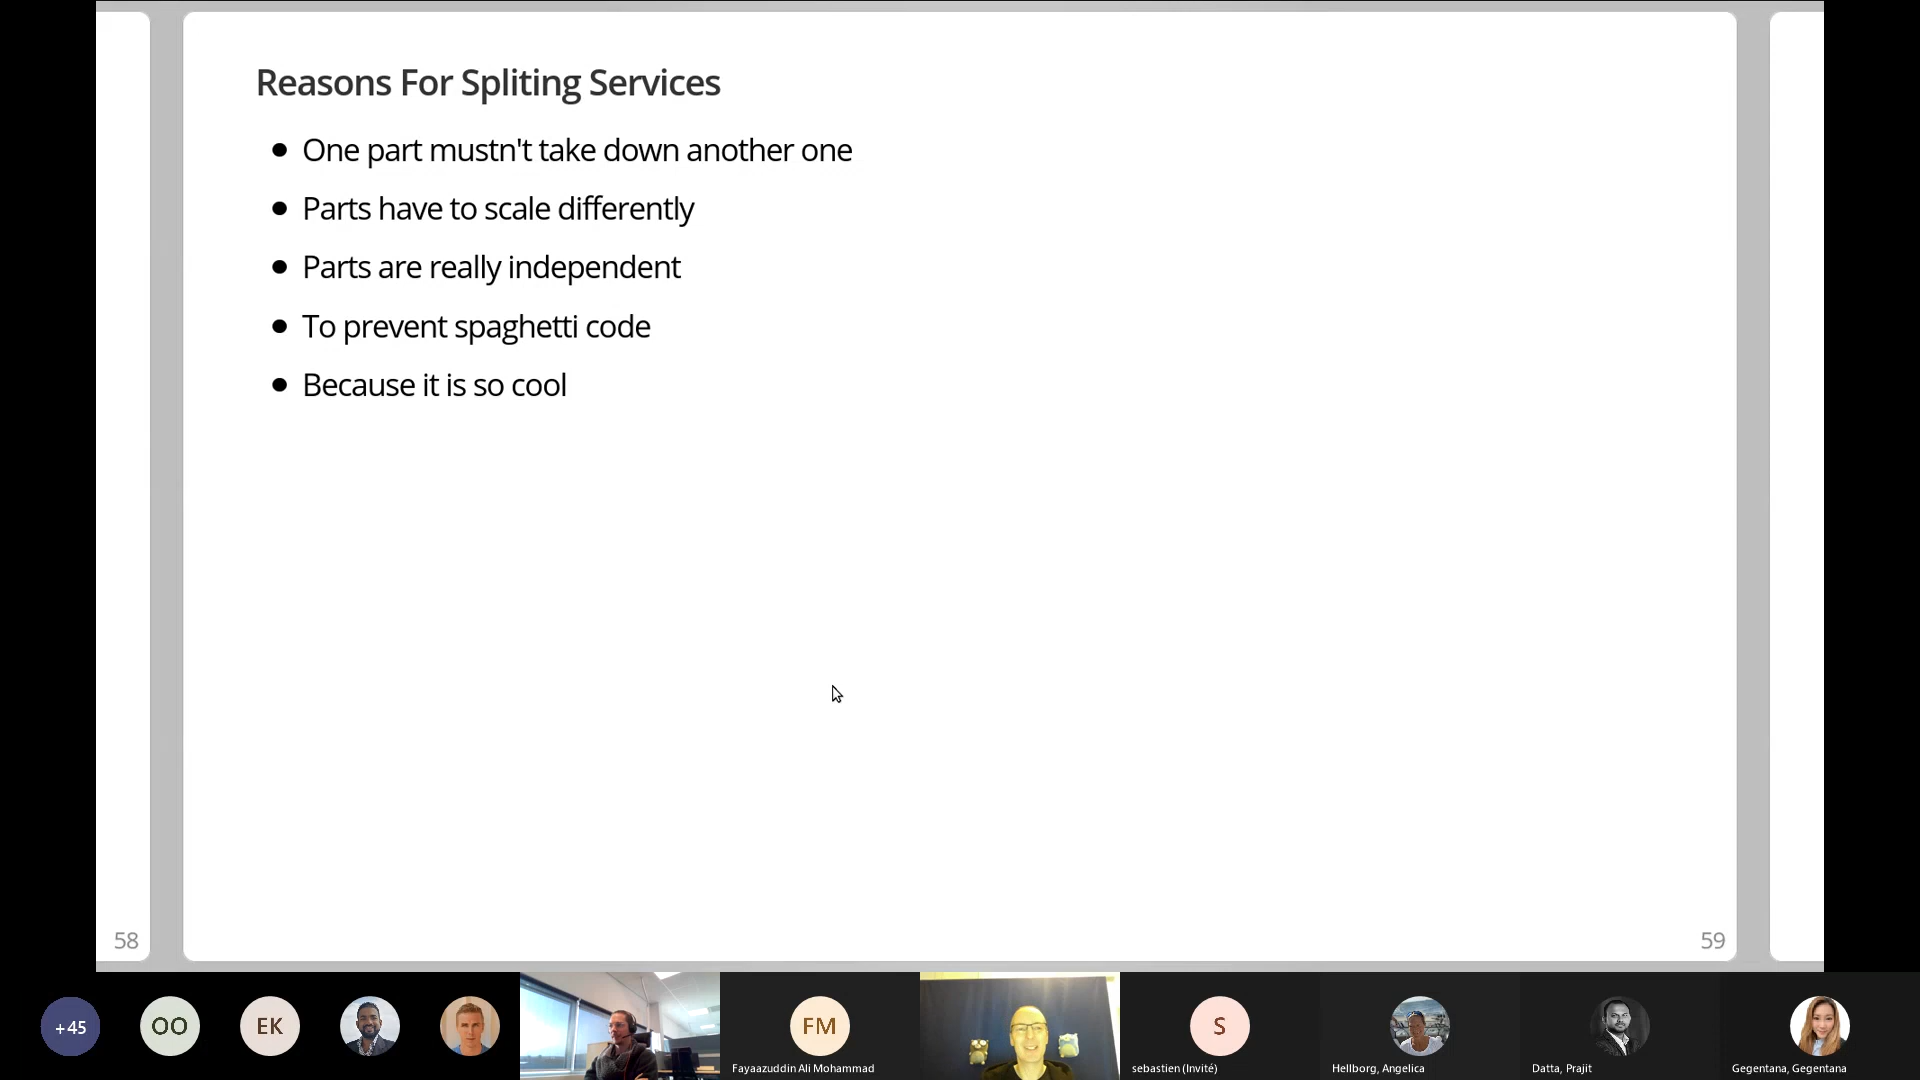 Reasons For Spliting Services
One part mustn't take down another one
Parts have to scale differently
Parts are really independent
To prevent spaghetti code
Because it is so cool
58
59
+45
OO
EK
FM
S
Fayaazuddin Ali Mohammad
sebastien (Invité)
Hellborg, Angelica
Datta, Prajit
Gegentana, Gegentana